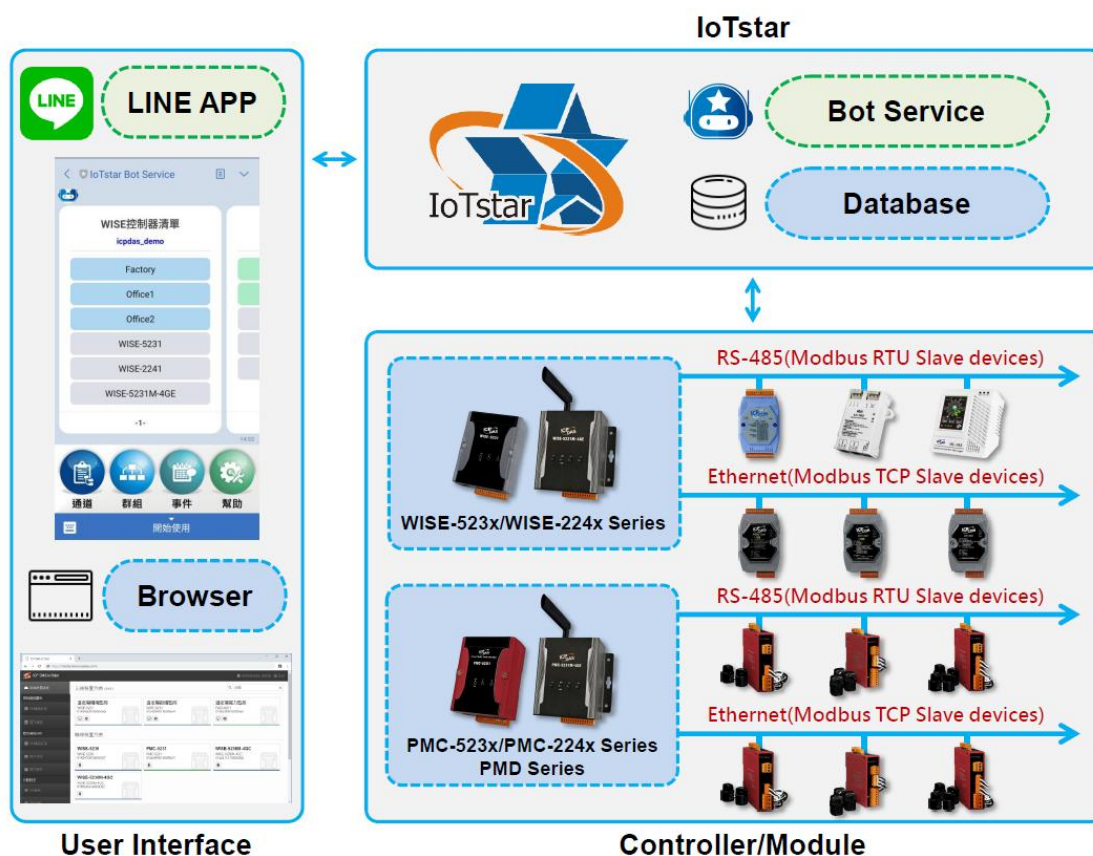 IoTstar
LINE
LINE APP
IoTstar Bot Service
WISE控制器清單
icpdas_demo
Factory
Office1
Office2
WISE-5231
WISE-2241
WISE-5231M-4GE
-1-
通道
群組
事件
幫助
開始使用
Browser
User Interface
IoTstar
Bot Service
Database
RS-485(Modbus RTU Slave devices)
Ethernet(Modbus TCP Slave devices)
WISE-523x/WISE-224x Series
RS-485(Modbus RTU Slave devices)
Ethernet(Modbus TCP Slave devices)
PMC-523x/PMC-224x Series
PMD Series
Controller/Module